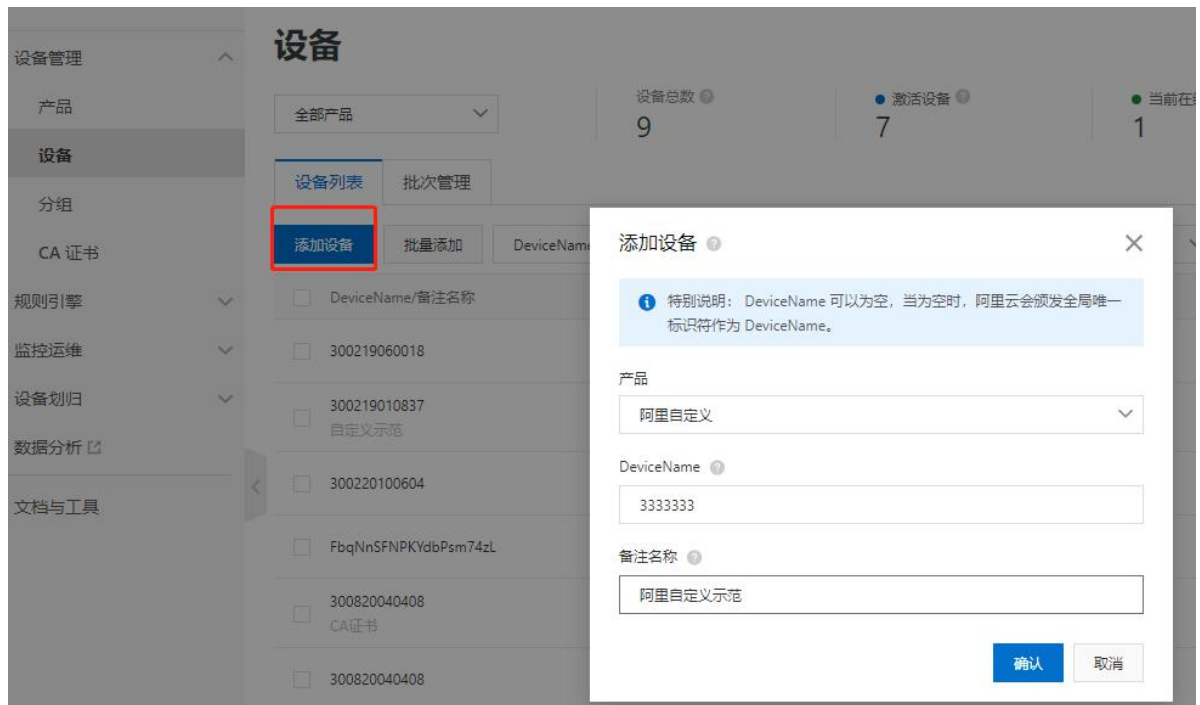 设备管理
产品
设备
分组
CA 证书
规则引擎
监控运维
设备划归
数据分析
文档与工具
设备
全部产品
设备总数
9
激活设备
7
当前在
1
设备列表
批次管理
添加设备
批量添加
DeviceName
DeviceName/备注名称
300219060018
300219010837
自定义示范
300220100604
FbqNnSFNPKYdbPsm74zL
300820040408
CA证书
300820040408
添加设备
特别说明： DeviceName 可以为空，当为空时，阿里云会颁发全局唯一
标识符作为 DeviceName。
产品
阿里自定义
DeviceName
3333333
备注名称
阿里自定义示范
确认
取消